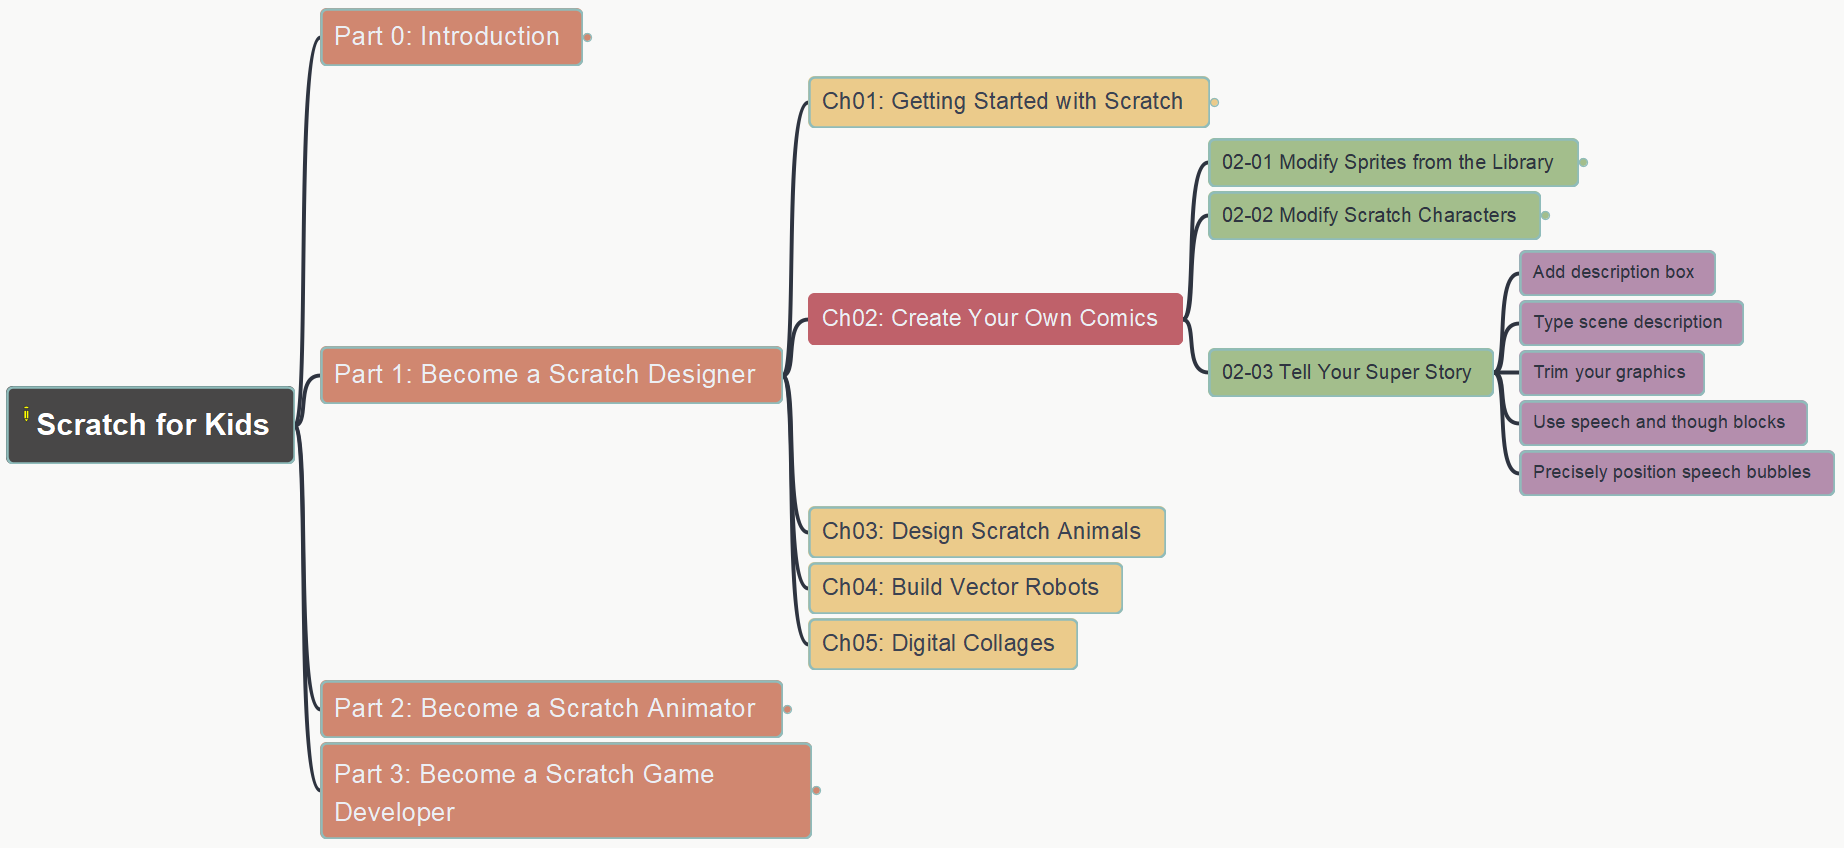 Scratch for Kids
Part 0: Introduction
Part 1: Become a Scratch Designer
Ch01: Getting Started with Scratch
Ch02: Create Your Own Comics
02-01 Modify Sprites from the Library
02-02 Modify Scratch Characters
02-03 Tell Your Super Story
Add description box
Type scene description
Trim your graphics
Use speech and though blocks
Precisely position speech bubbles
Ch03: Design Scratch Animals
Ch04: Build Vector Robots
Ch05: Digital Collages
Part 2: Become a Scratch Animator
Part 3: Become a Scratch Game
Developer